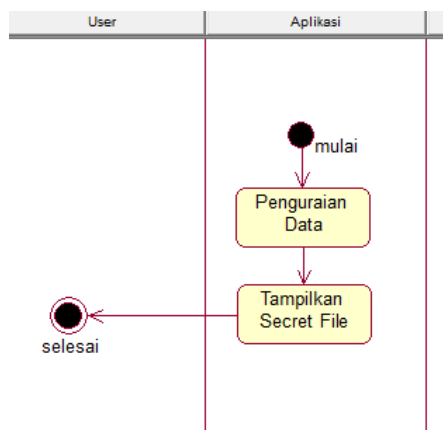 User
Aplikasi
mulai
Penguraian
Data
Tampilkan
Secret File
selesai